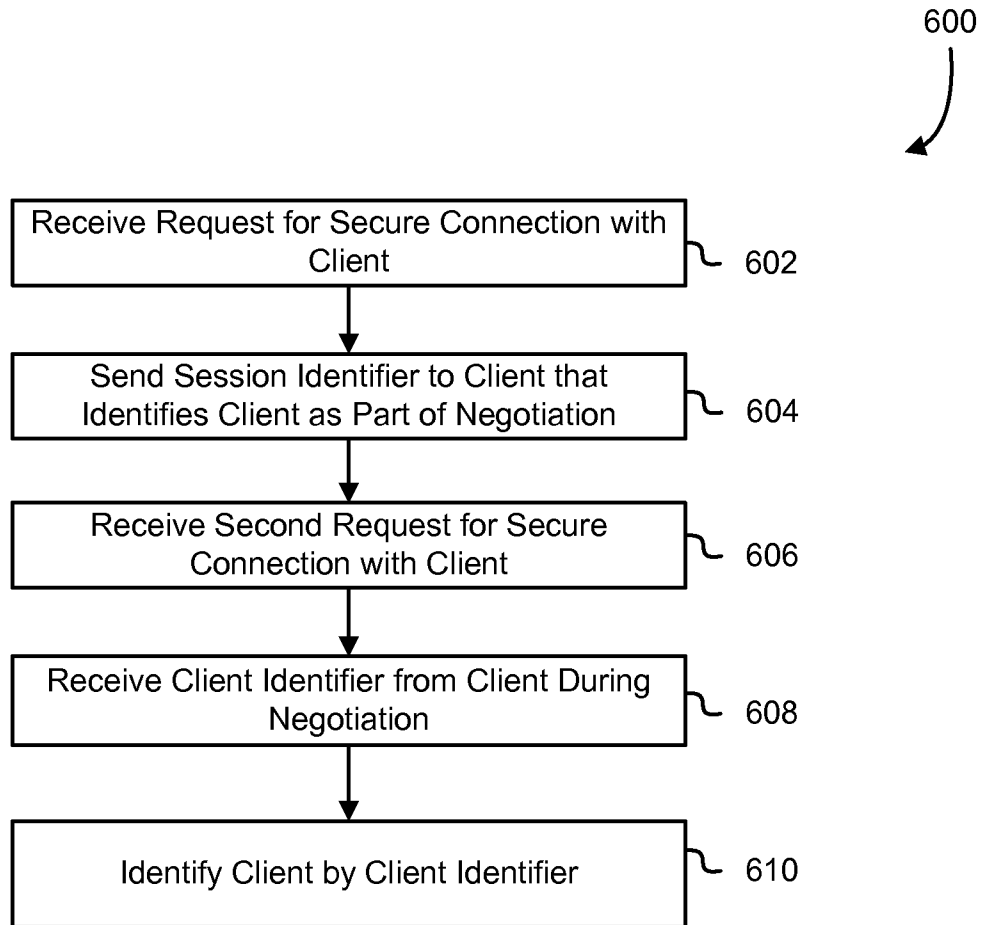 600
Receive Request for Secure Connection with
Client
602
Send Session Identifier to Client that
Identifies Client as Part of Negotiation
604
Receive Second Request for Secure
Connection with Client
606
Receive Client Identifier from Client During
Negotiation
608
Identify Client by Client Identifier
610